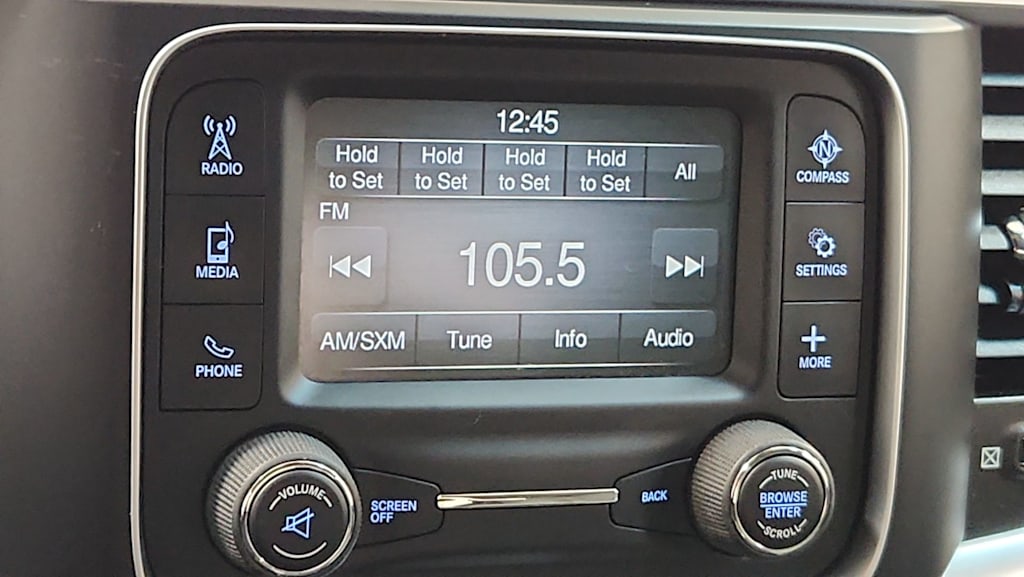 12:45
Hold to Set
Hold to Set
Hold to Set
Hold to Set
All
FM
105.5
AM/SXM
Tune
Info
Audio
RADIO
MEDIA
PHONE
N
COMPASS
SETTINGS
MORE
VOLUME
SCREEN
OFF
BACK
TUNE
BROWSE
ENTER
SCROLL